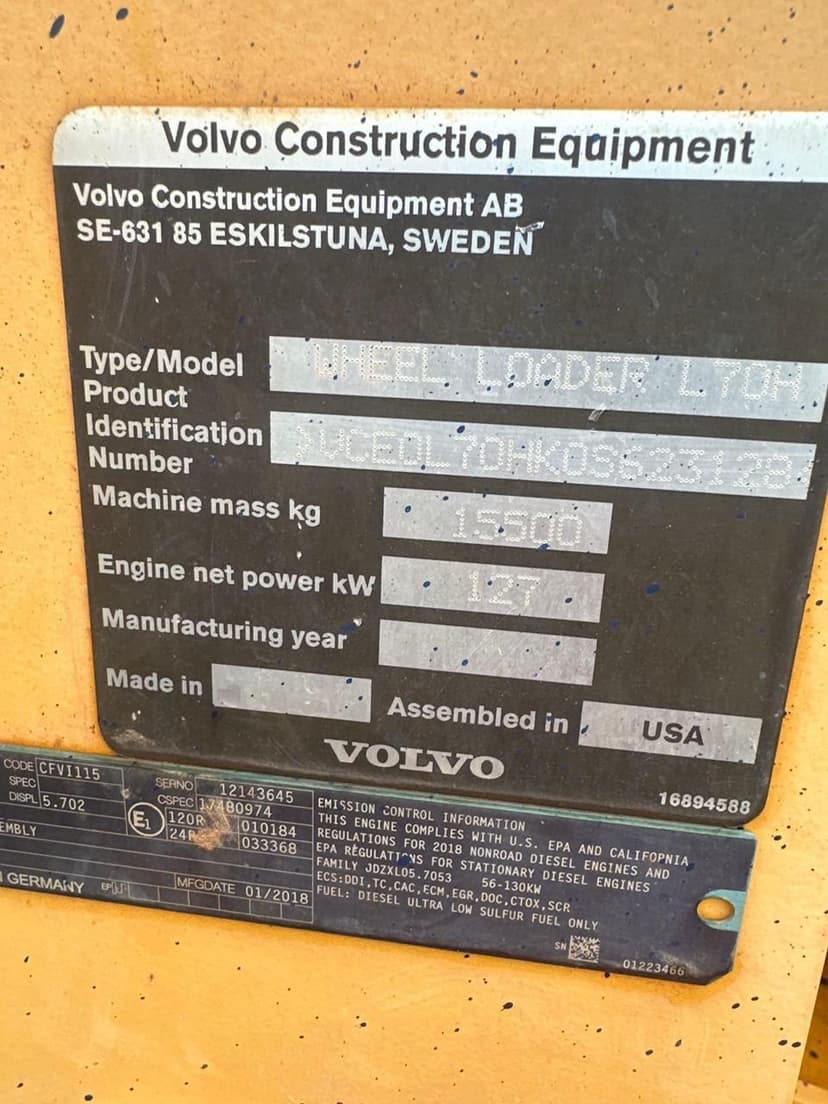 Volvo Construction Equipment
Volvo Construction Equipment AB
SE-631 85 ESKILSTUNA, SWEDEN
Type/Model WHEEL LOADER L70H
Product
Identification
Number
Machine mass kg 15500
Engine net power kW 127
Manufacturing year
Made in
Assembled in USA
VOLVO
16894588
CODE CFVI115
SPEC
DISPL 5.702
EMBLY
GERMANY
SERNO 12143645
CSPEC 17480974
E1 120R 010184
24R 033368
MFGDATE 01/2018
EMISSION CONTROL INFORMATION
THIS ENGINE COMPLIES WITH U.S. EPA AND CALIFOPNIA
REGULATIONS FOR 2018 NONROAD DIESEL ENGINES AND
EPA REGULATIONS FOR STATIONARY DIESEL ENGINES
FAMILY JDZXL05.7053 56-130KW
ECS:DDI,TC,CAC,ECM,EGR,DOC,CTOX,SCR
FUEL: DIESEL ULTRA LOW SULFUR FUEL ONLY
SN
01223466